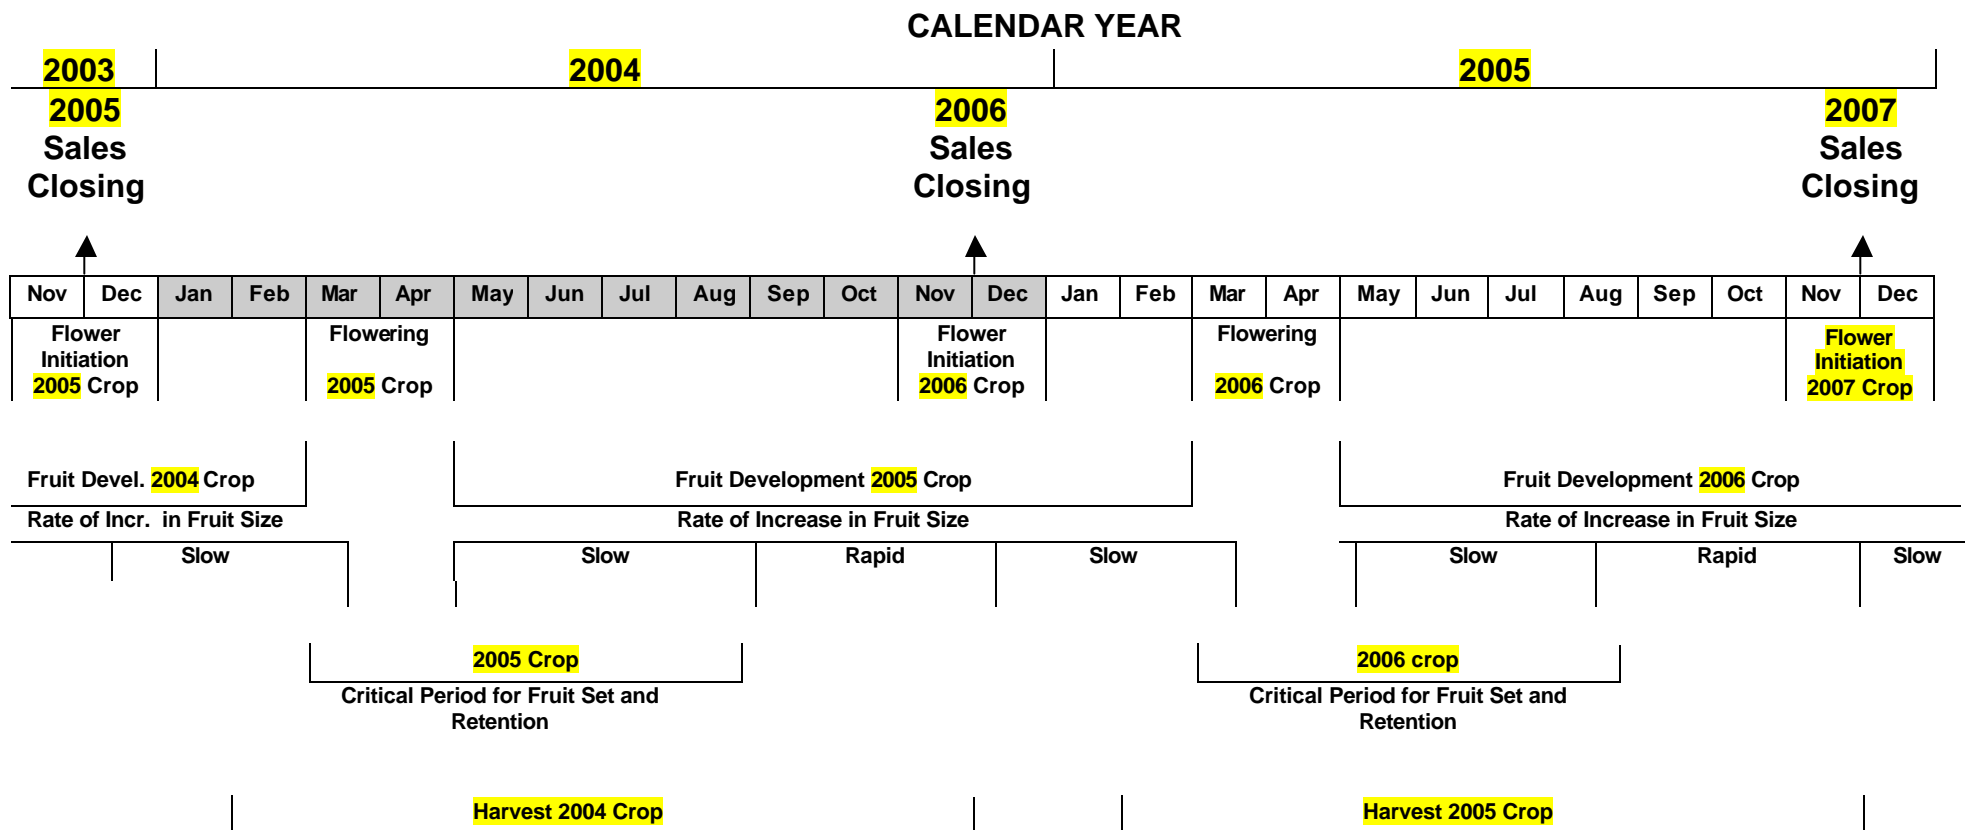 CALENDAR YEAR
2003 2004 2005
2005 2006 2007
Sales Sales Sales
Closing Closing Closing
Nov Dec Jan Feb Mar Apr May Jun Jul Aug Sep Oct Nov Dec Jan Feb Mar Apr May Jun Jul Aug Sep Oct Nov Dec
Flower Flowering Flower Flowering Flower
Initiation Initiation Initiation
2005 Crop 2005 Crop 2006 Crop 2006 Crop 2007 Crop
Fruit Devel. 2004 Crop Fruit Development 2005 Crop Fruit Development 2006 Crop
Rate of Incr. in Fruit Size Rate of Increase in Fruit Size Rate of Increase in Fruit Size
Slow Slow Rapid Slow Slow Rapid Slow
2005 Crop 2006 crop
Critical Period for Fruit Set and Critical Period for Fruit Set and
Retention Retention
Harvest 2004 Crop Harvest 2005 Crop